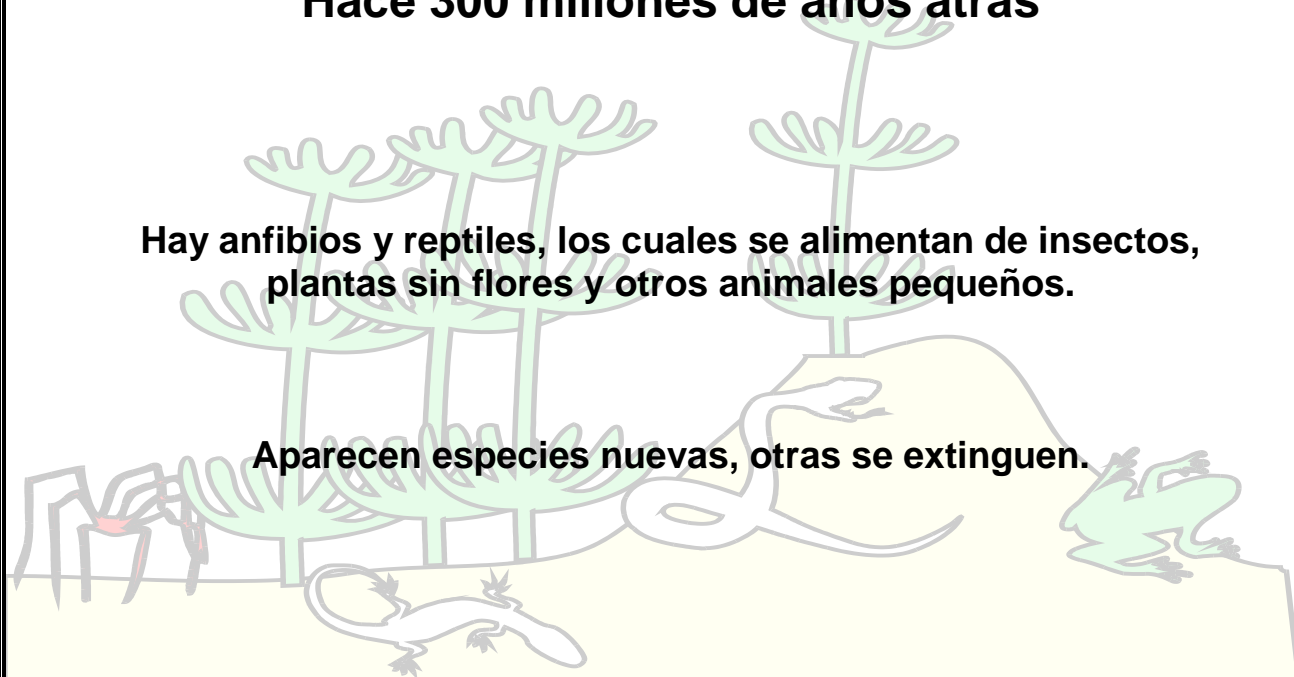 Hace 300 millones de años atrás
Hay anfibios y reptiles, los cuales se alimentan de insectos,
plantas sin flores y otros animales pequeños.
Aparecen especies nuevas, otras se extinguen.